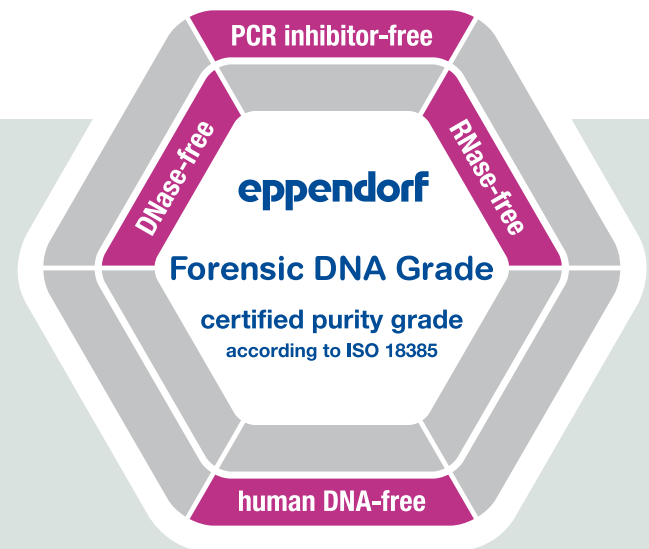 PCR inhibitor-free
DNase-free
RNase-free
eppendorf
Forensic DNA Grade
certified purity grade
according to ISO 18385
human DNA-free